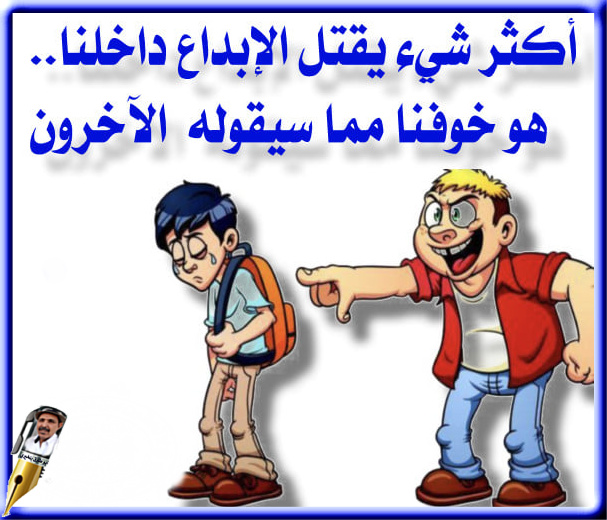 أكثر شيء يقتل الإبداع داخلنا..
هو خوفنا مما سيقوله الآخرون